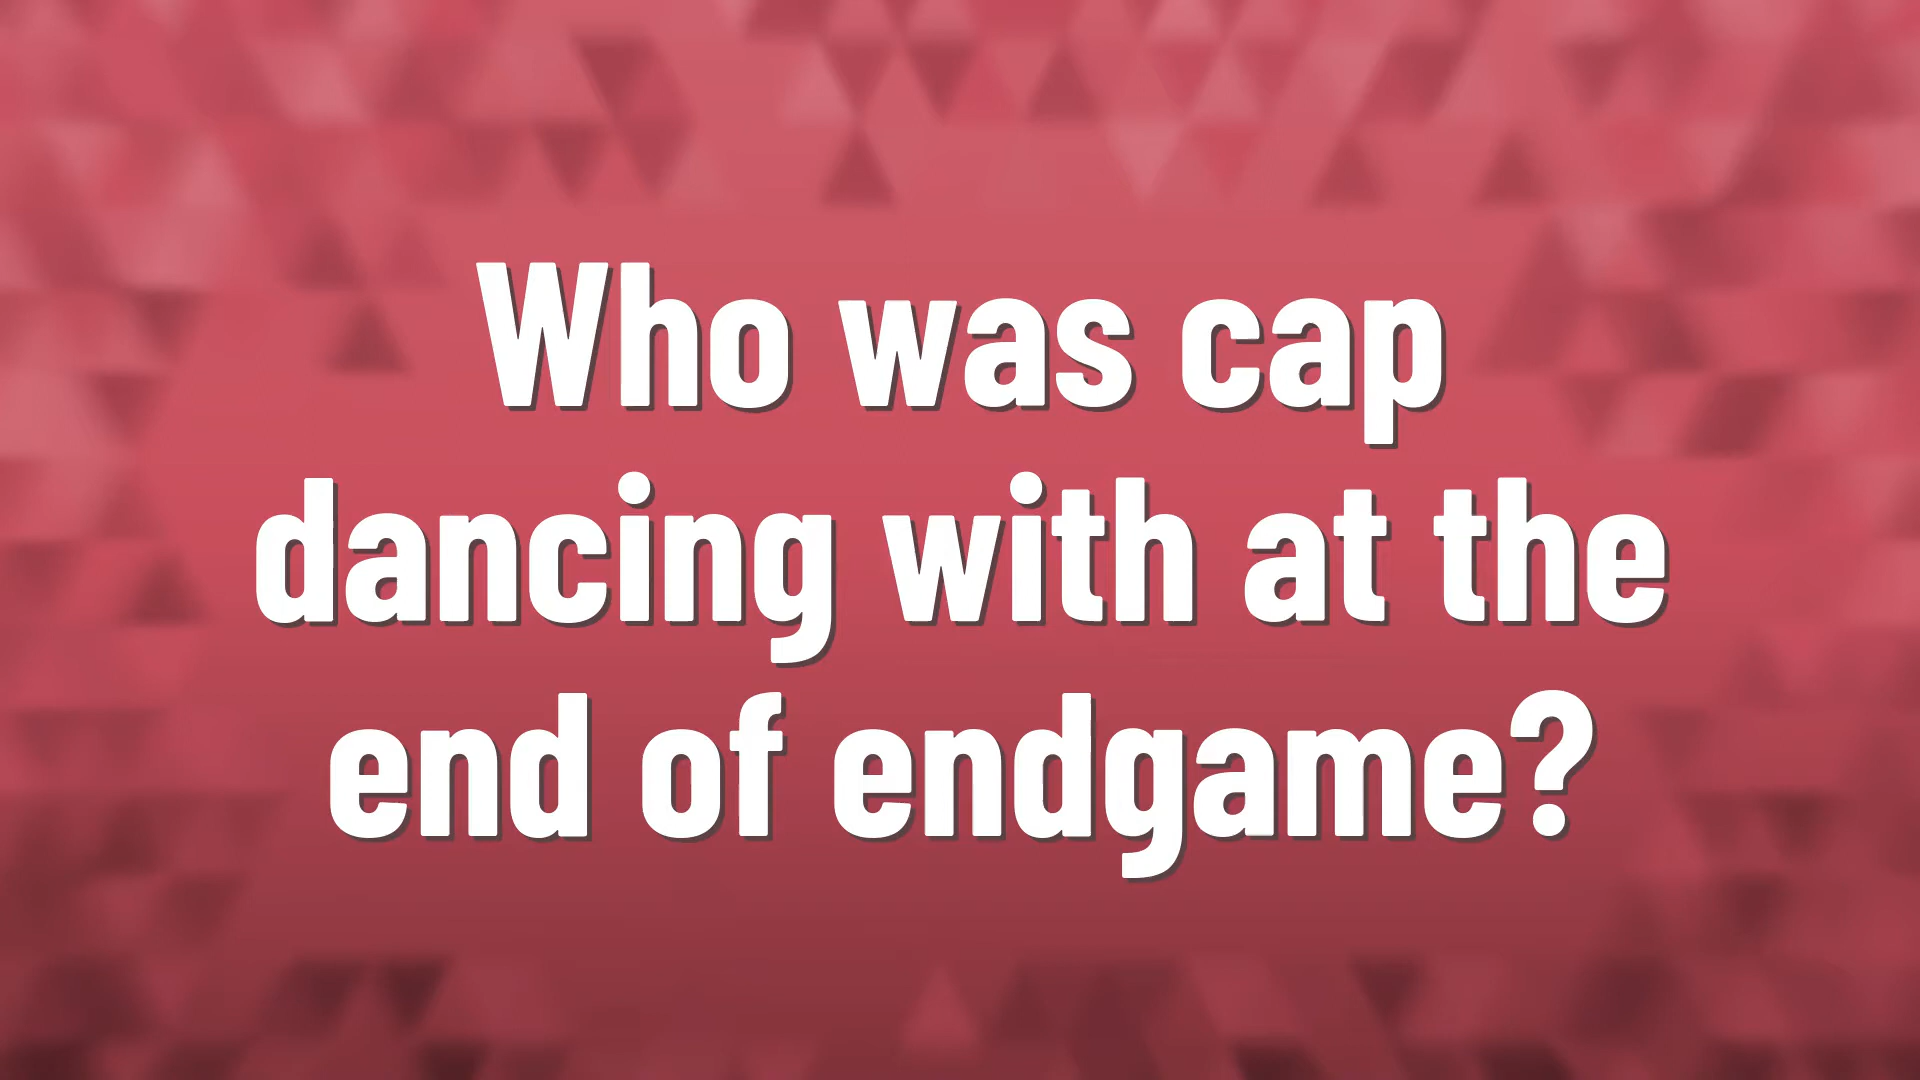 Who was cap
dancing with at the
end of endgame?